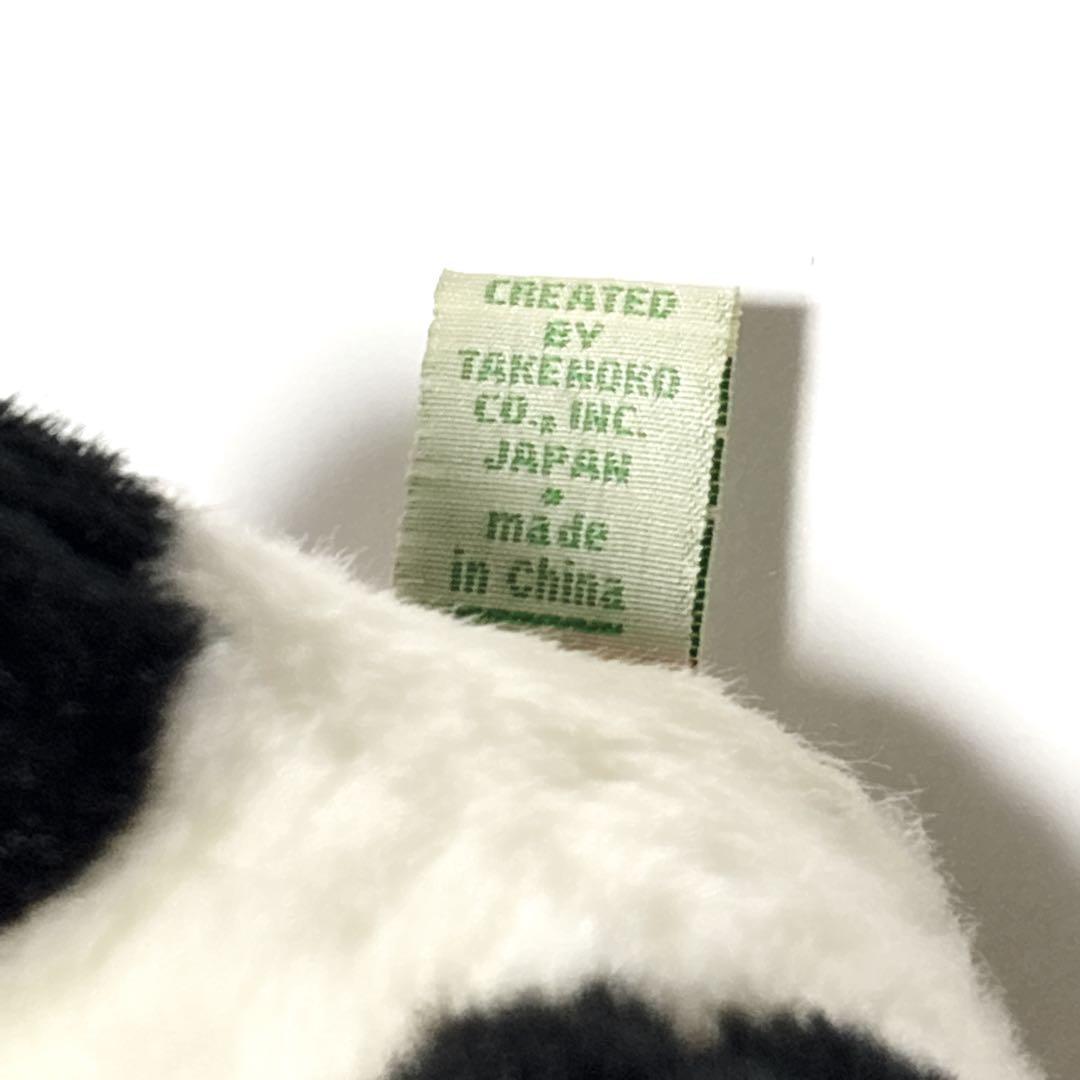 CREATED
BY
TAKENOKO
CO., INC.
JAPAN
*
made
in china